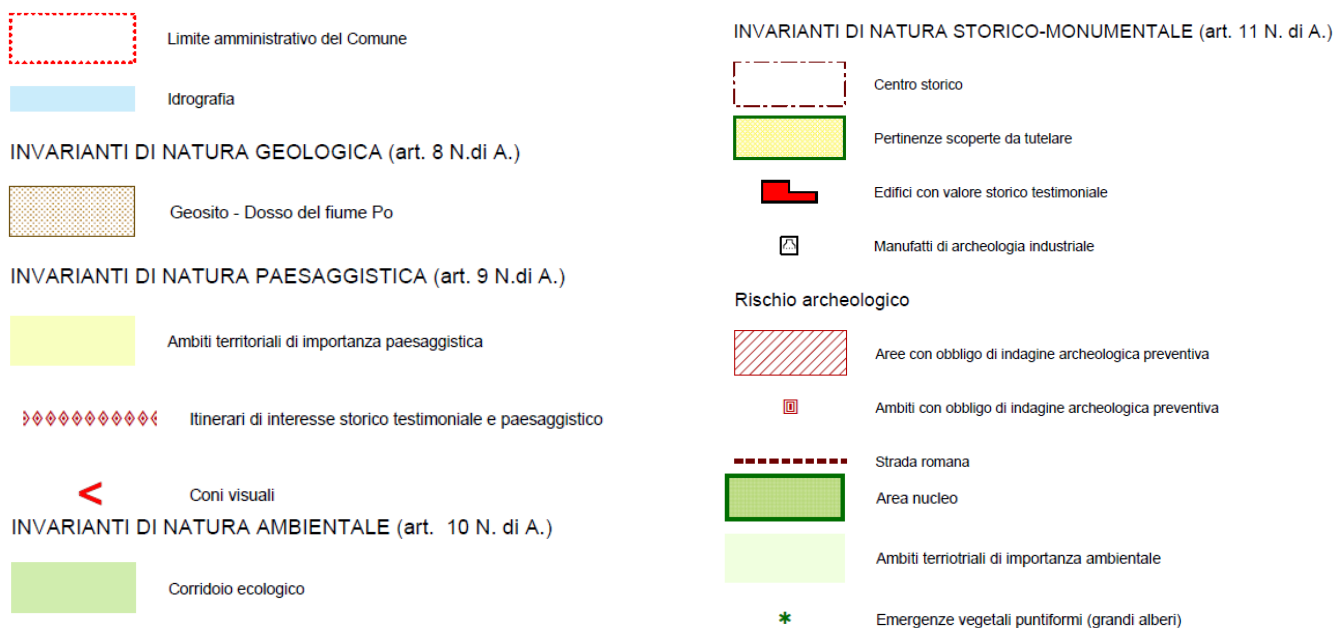 Limite amministrativo del Comune
Idrografia
INVARIANTI DI NATURA GEOLOGICA (art. 8 N.di A.)
Geosito - Dosso del fiume Po
INVARIANTI DI NATURA PAESAGGISTICA (art. 9 N.di A.)
Ambiti territoriali di importanza paesaggistica
Itinerari di interesse storico testimoniale e paesaggistico
Coni visuali
INVARIANTI DI NATURA AMBIENTALE (art. 10 N. di A.)
Corridoio ecologico
INVARIANTI DI NATURA STORICO-MONUMENTALE (art. 11 N. di A.)
Centro storico
Pertinenze scoperte da tutelare
Edifici con valore storico testimoniale
Manufatti di archeologia industriale
Rischio archeologico
Aree con obbligo di indagine archeologica preventiva
Ambiti con obbligo di indagine archeologica preventiva
Strada romana
Area nucleo
Ambiti terriotriali di importanza ambientale
Emergenze vegetali puntiformi (grandi alberi)